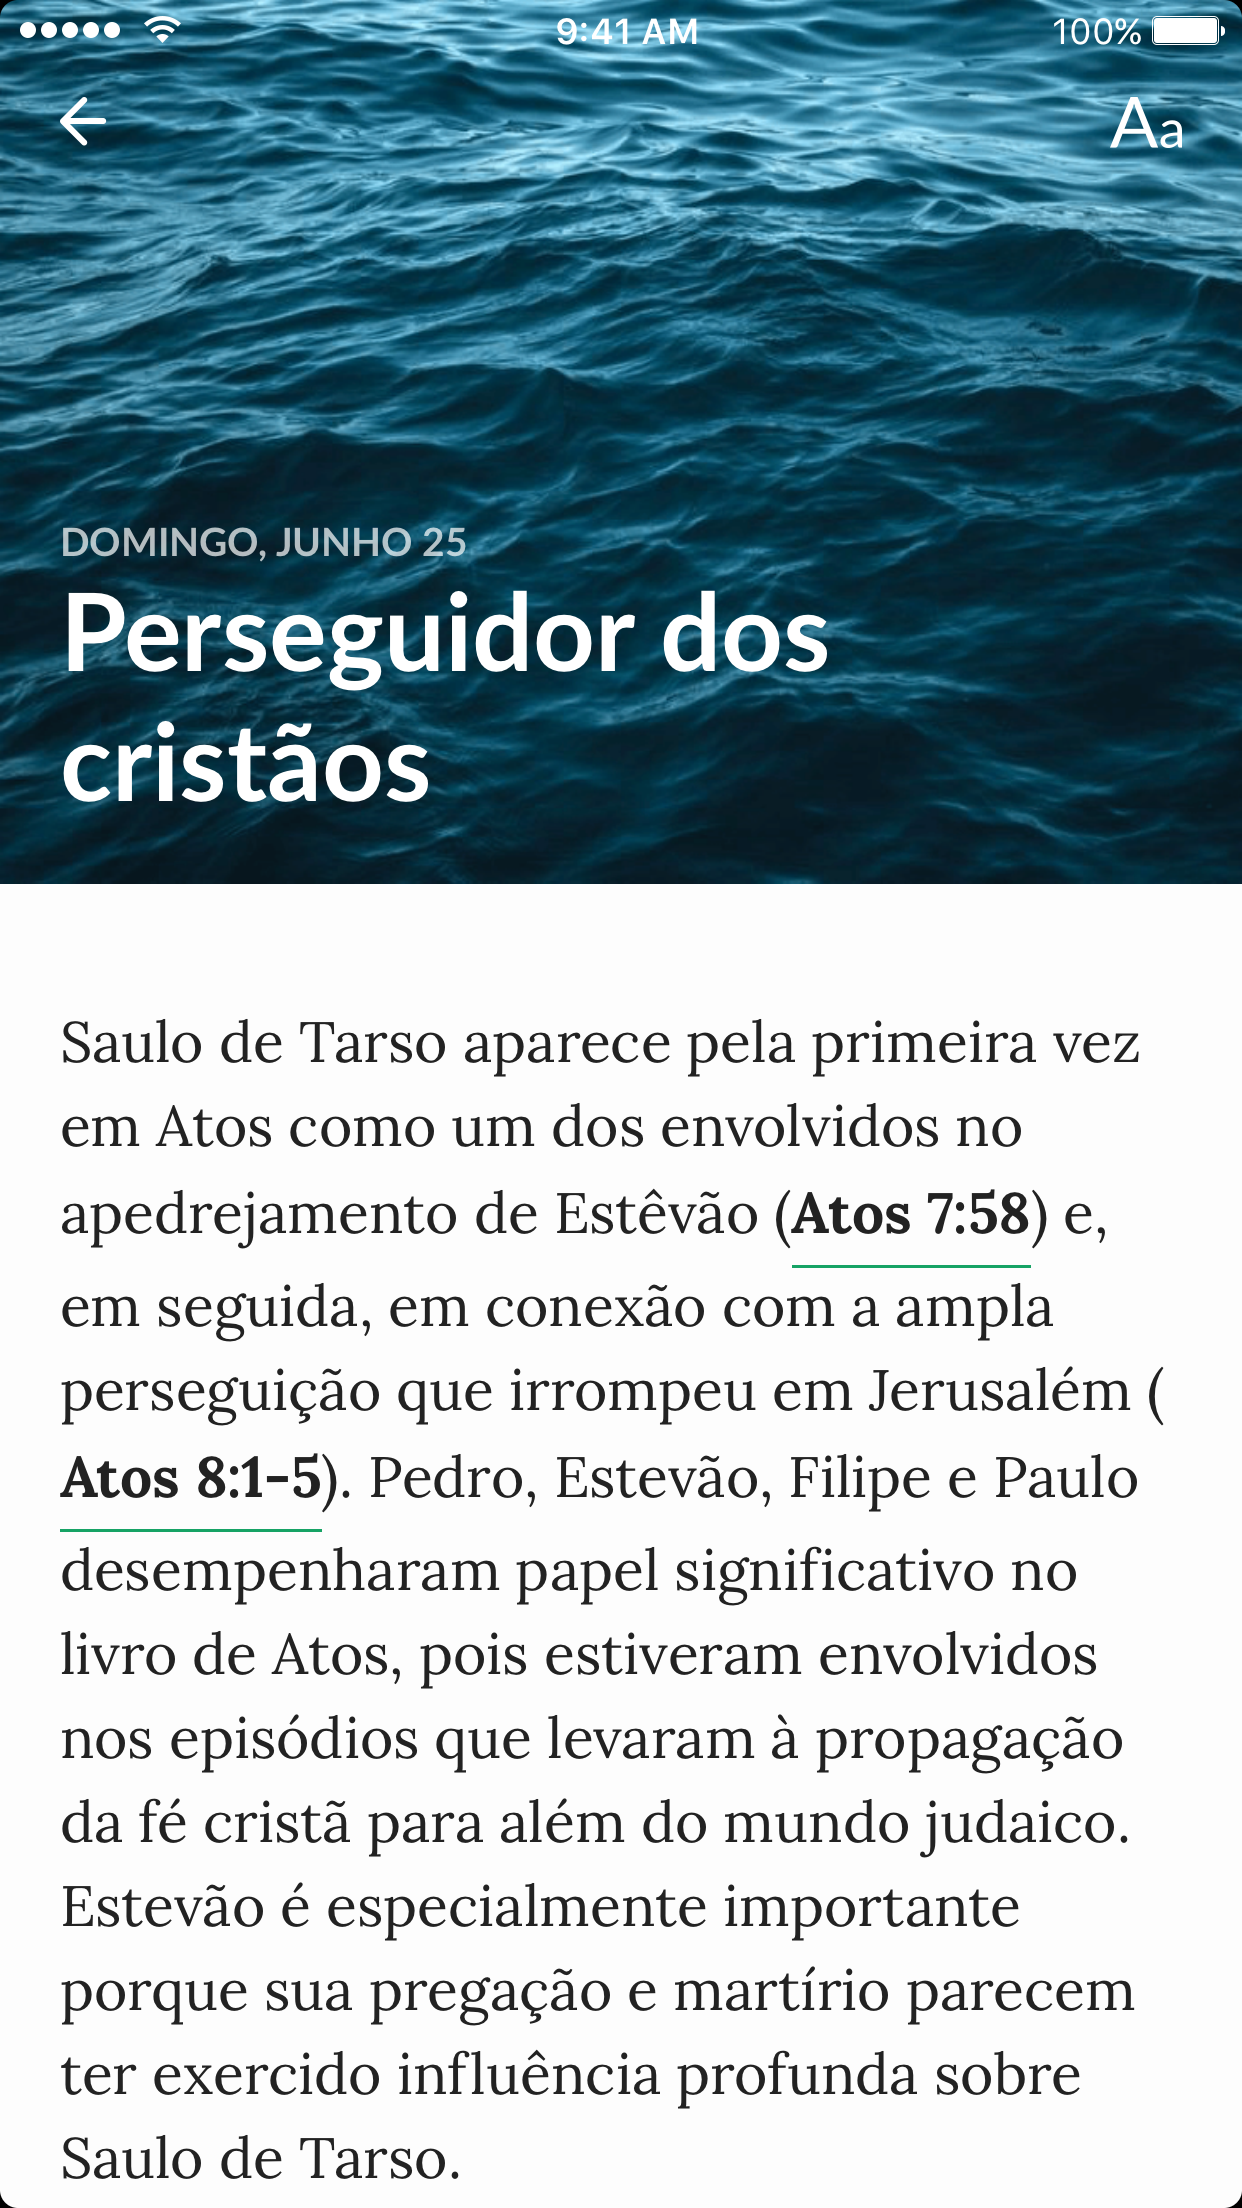 9:41 AM
100%
Aa
DOMINGO, JUNHO 25
Perseguidor dos
cristãos
Saulo de Tarso aparece pela primeira vez
em Atos como um dos envolvidos no
apedrejamento de Estêvão (Atos 7:58) e,
em seguida, em conexão com a ampla
perseguição que irrompeu em Jerusalém (
Atos 8:1-5). Pedro, Estevão, Filipe e Paulo
desempenharam papel significativo no
livro de Atos, pois estiveram envolvidos
nos episódios que levaram à propagação
da fé cristã para além do mundo judaico.
Estevão é especialmente importante
porque sua pregação e martírio parecem
ter exercido influência profunda sobre
Saulo de Tarso.